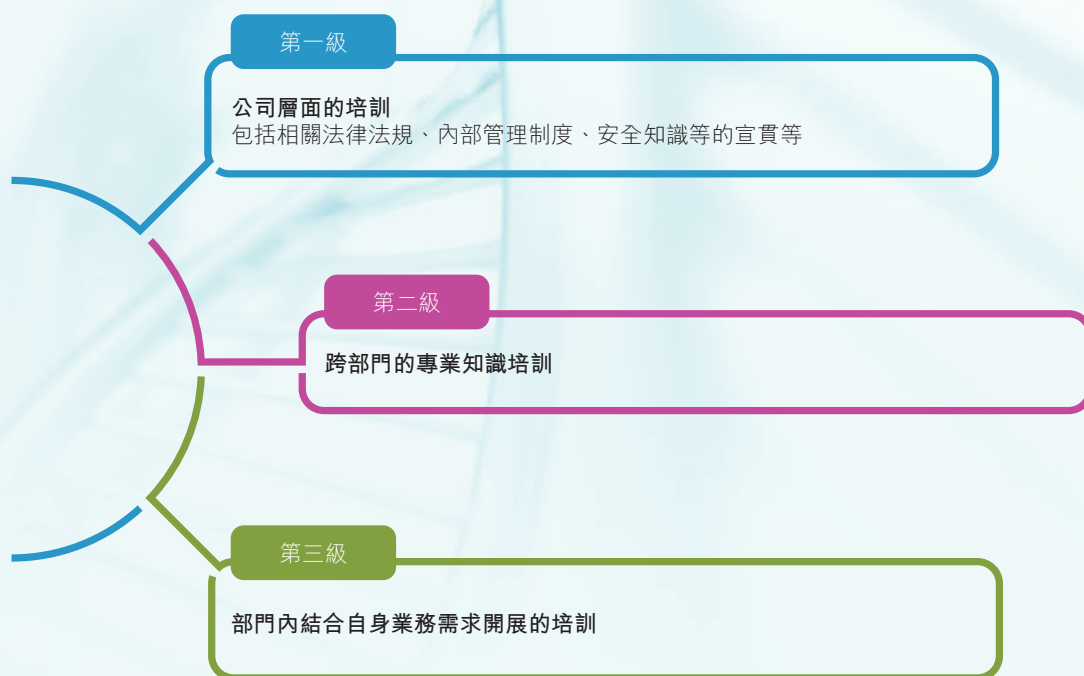 第一級
公司層面的培訓
包括相關法律法規、內部管理制度、安全知識等的宣貫等
第二級
跨部門的專業知識培訓
第三級
部門內結合自身業務需求開展的培訓